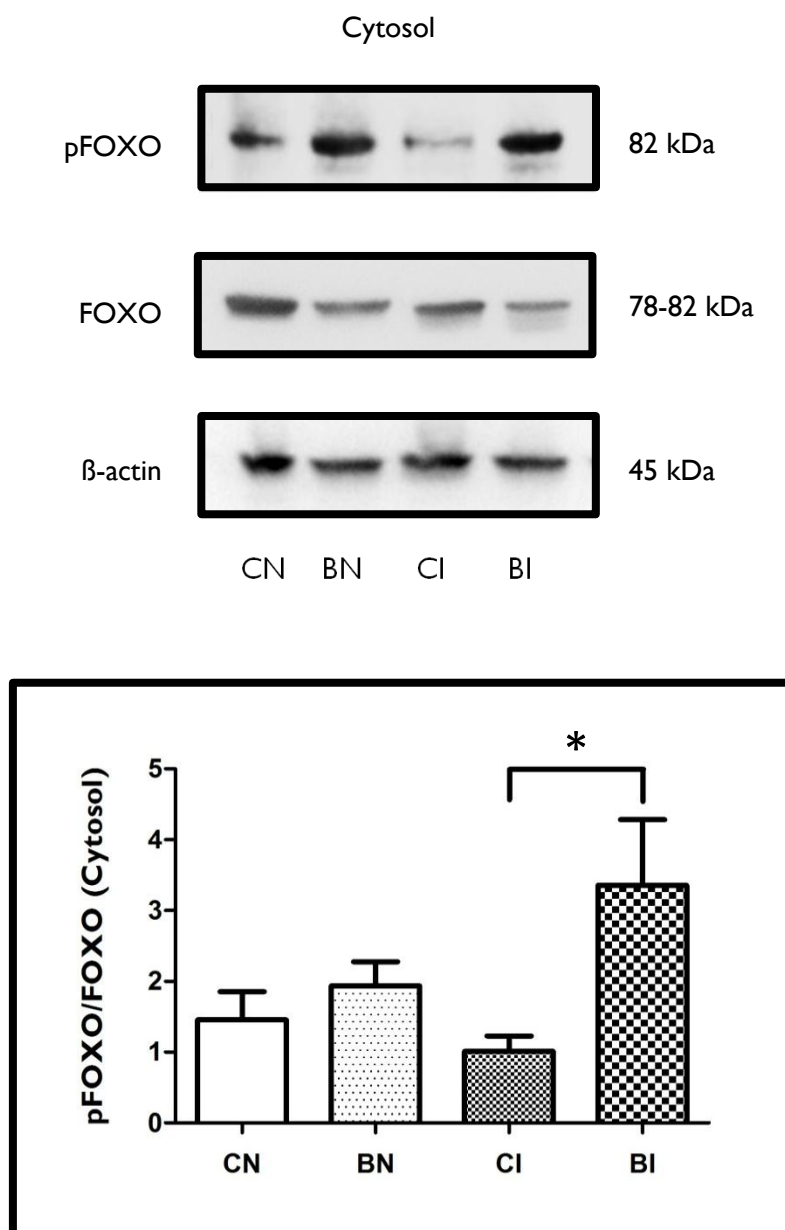 Cytosol
pFOXO 82 kDa
FOXO 78-82 kDa
ß-actin 45 kDa
CN BN CI BI
*
5
4
3
2
1
0
pFOXO/FOXO (Cytosol)
CN BN CI BI